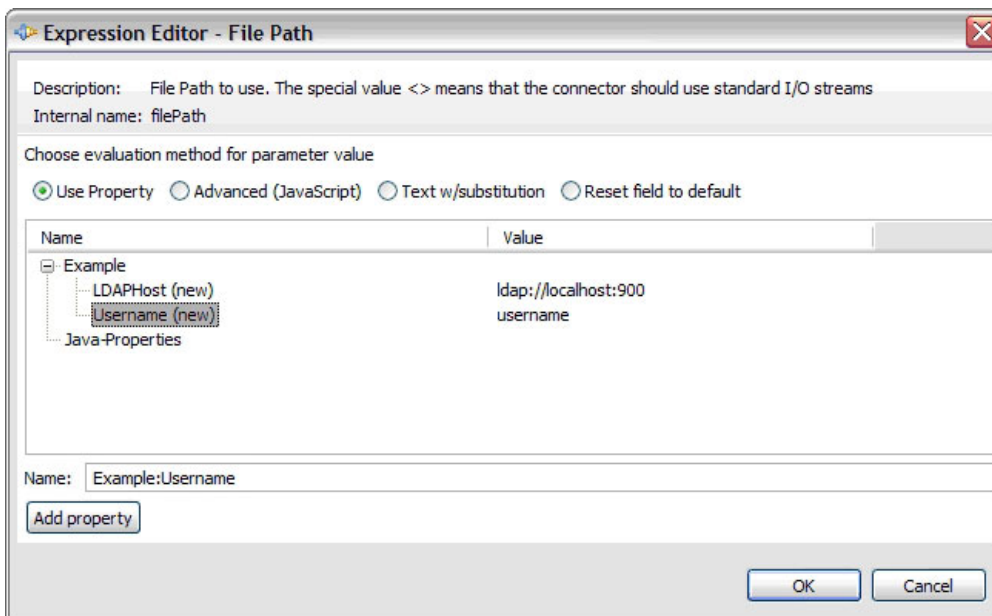 Expression Editor - File Path
Description: File Path to use. The special value <> means that the connector should use standard I/O streams
Internal name: filePath
Choose evaluation method for parameter value
Use Property Advanced (JavaScript) Text w/substitution Reset field to default
Name Value
Example
LDAPHost (new) ldap://localhost:900
Username (new) username
Java-Properties
Name: Example:Username
Add property
OK Cancel